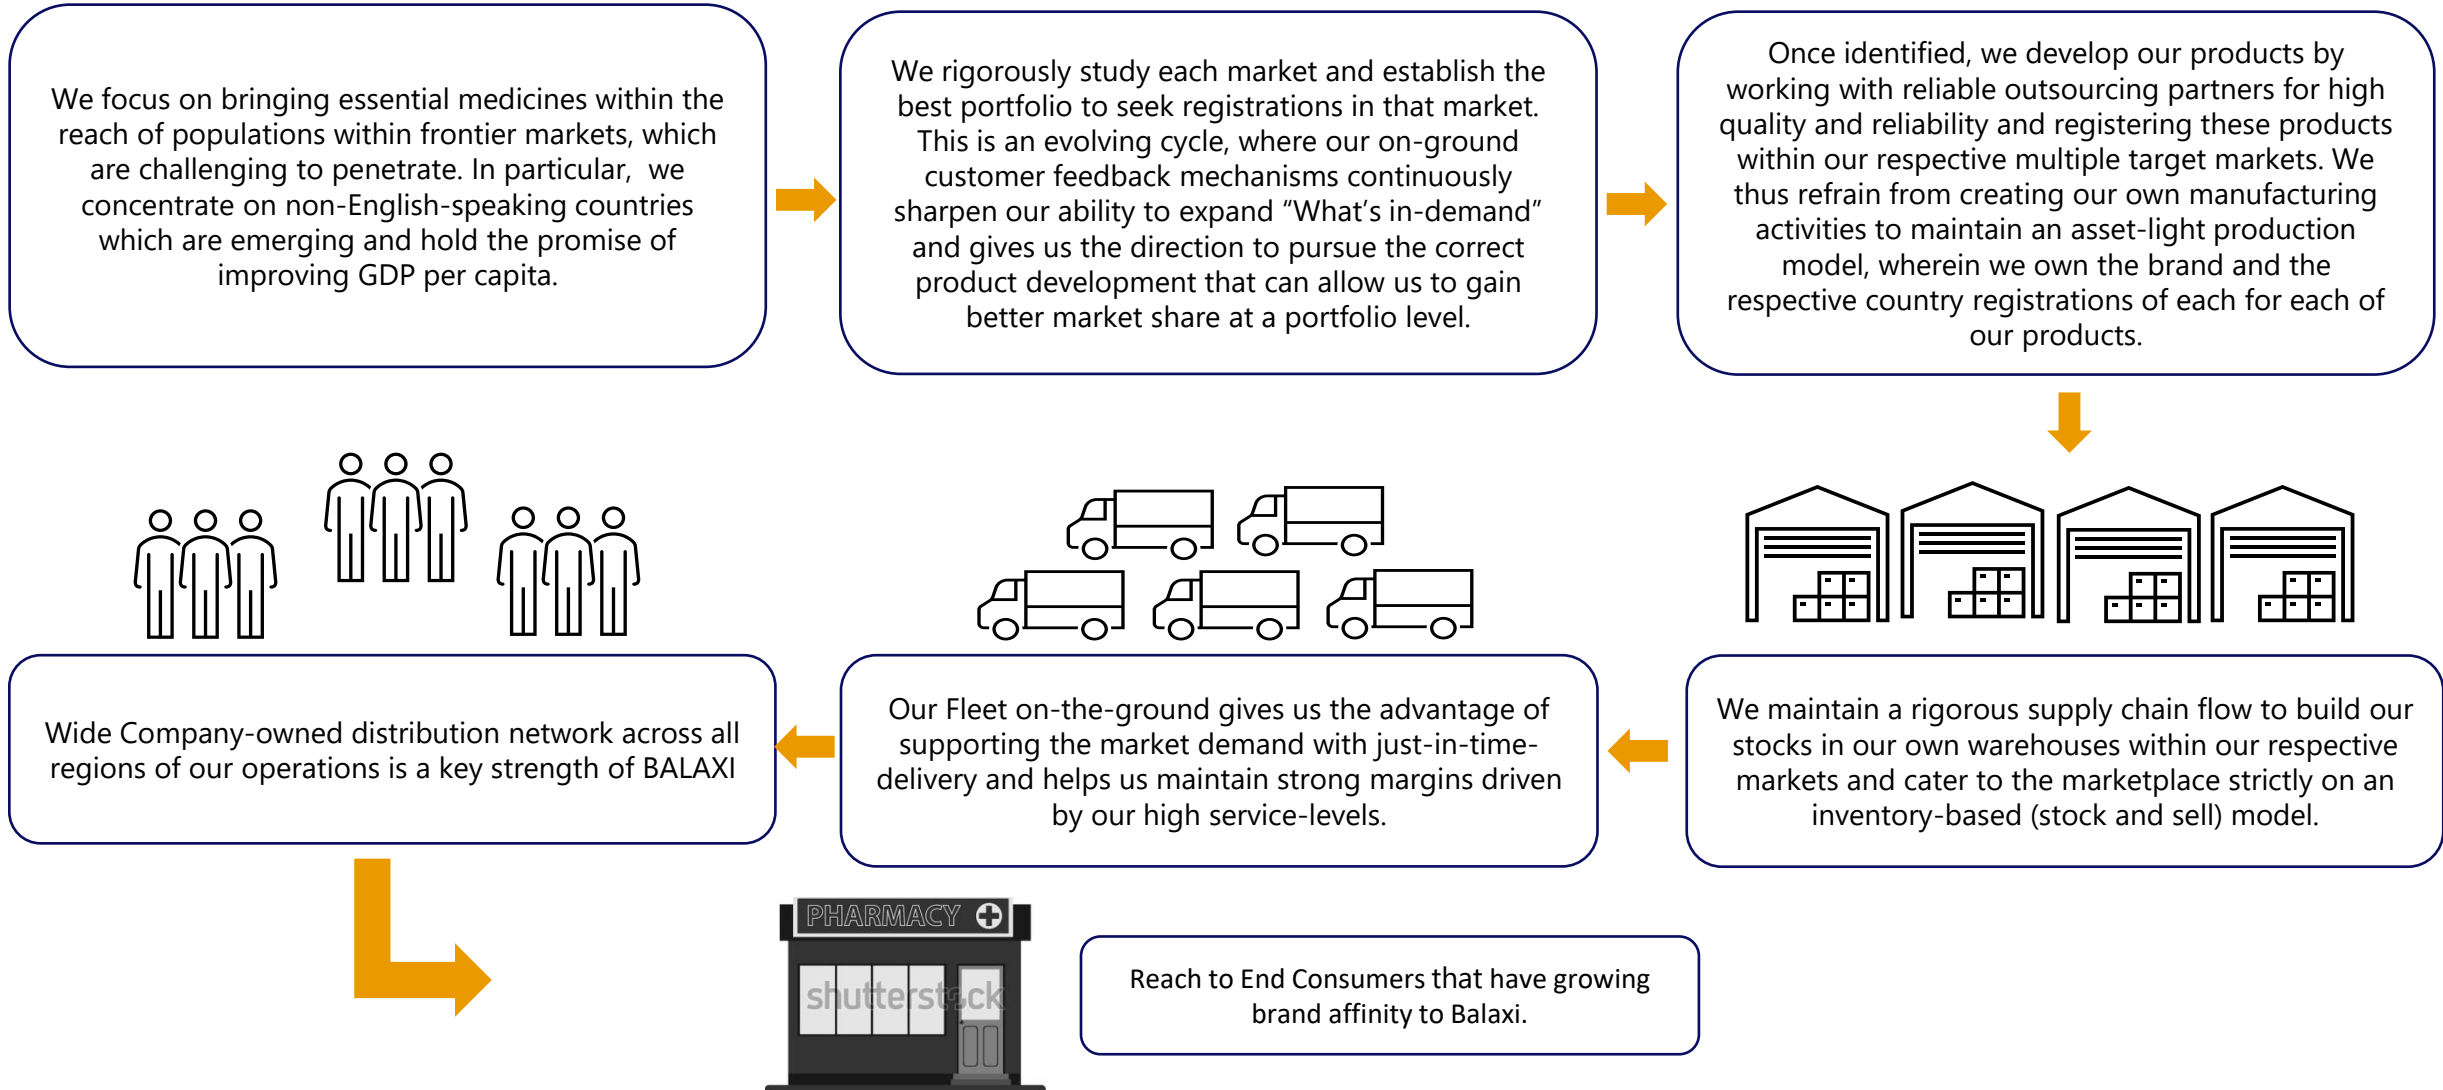 We focus on bringing essential medicines within the
reach of populations within frontier markets, which
are challenging to penetrate. In particular, we
concentrate on non-English-speaking countries
which are emerging and hold the promise of
improving GDP per capita.
We rigorously study each market and establish the
best portfolio to seek registrations in that market.
This is an evolving cycle, where our on-ground
customer feedback mechanisms continuously
sharpen our ability to expand “What’s in-demand”
and gives us the direction to pursue the correct
product development that can allow us to gain
better market share at a portfolio level.
Once identified, we develop our products by
working with reliable outsourcing partners for high
quality and reliability and registering these products
within our respective multiple target markets. We
thus refrain from creating our own manufacturing
activities to maintain an asset-light production
model, wherein we own the brand and the
respective country registrations of each for each of
our products.
We maintain a rigorous supply chain flow to build our
stocks in our own warehouses within our respective
markets and cater to the marketplace strictly on an
inventory-based (stock and sell) model.
Our Fleet on-the-ground gives us the advantage of
supporting the market demand with just-in-time-
delivery and helps us maintain strong margins driven
by our high service-levels.
Wide Company-owned distribution network across all
regions of our operations is a key strength of BALAXI
PHARMACY
shutterstock
Reach to End Consumers that have growing
brand affinity to Balaxi.